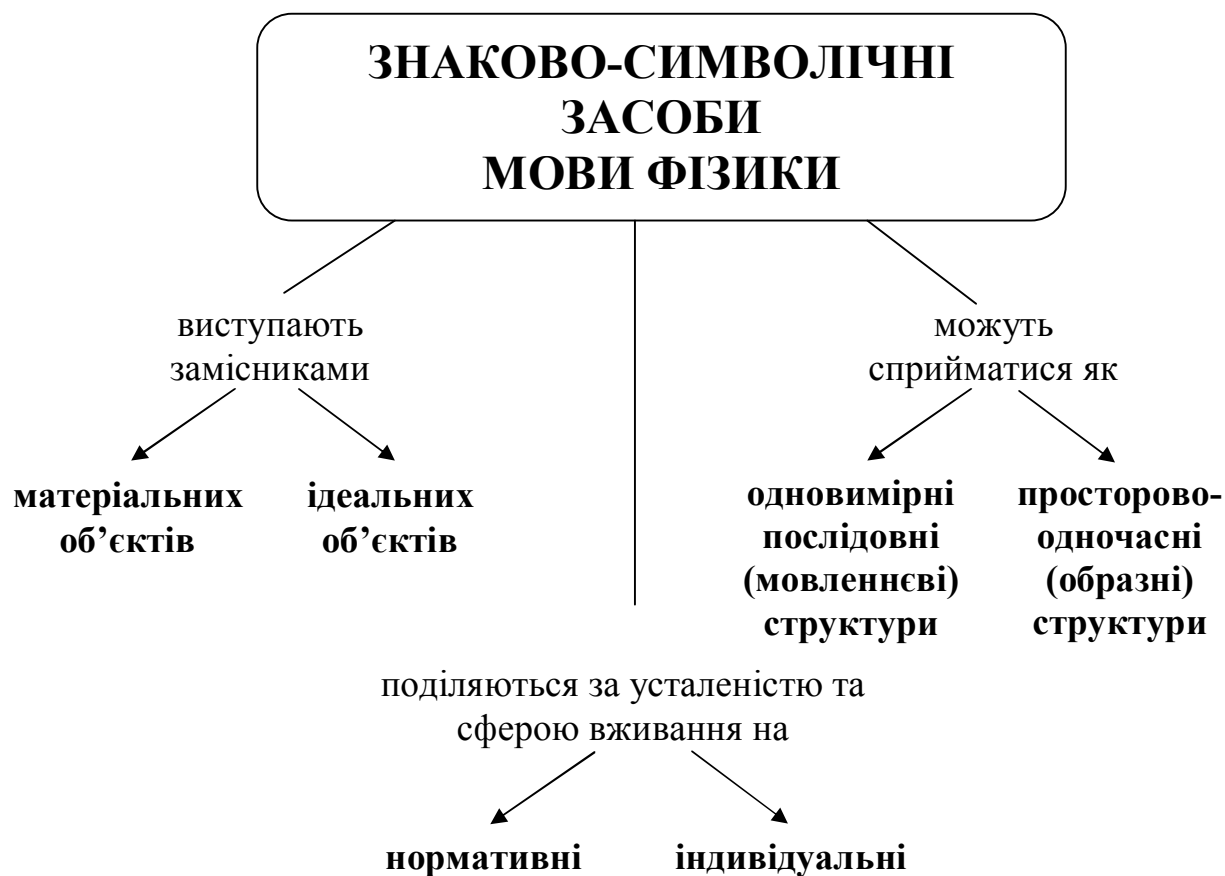 ЗНАКОВО-СИМВОЛІЧНІ
ЗАСОБИ
МОВИ ФІЗИКИ
виступають
замісниками
матеріальних
об’єктів
ідеальних
об’єктів
можуть
сприйматися як
одновимірні
послідовні
(мовленнєві)
структури
просторово-
одночасні
(образні)
структури
поділяються за усталеністю та
сферою вживання на
нормативні
індивідуальні